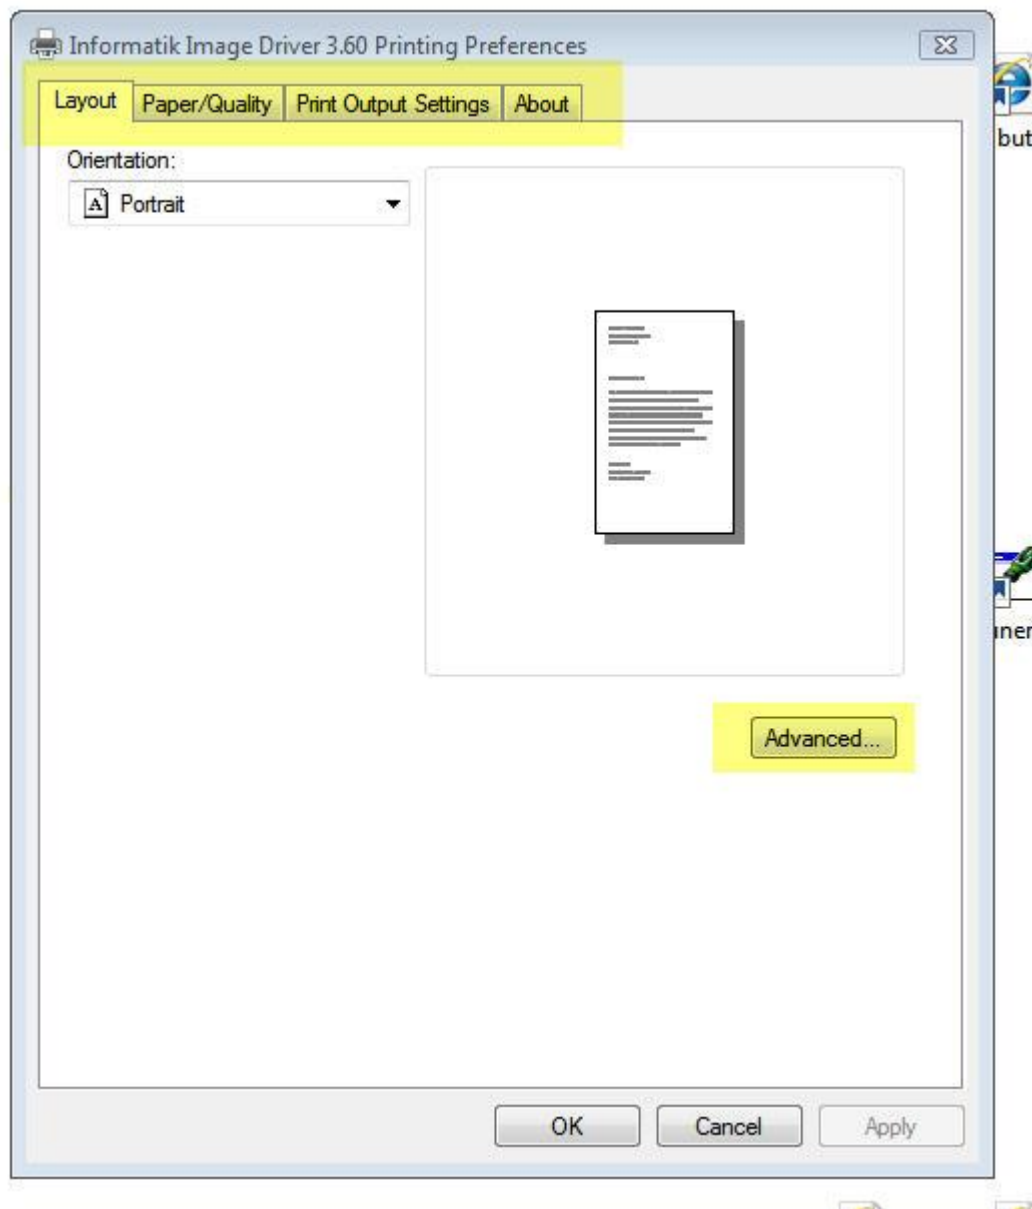 Informatik Image Driver 3.60 Printing Preferences
Layout Paper/Quality Print Output Settings About
Orientation:
Portrait
Advanced...
OK Cancel Apply
but